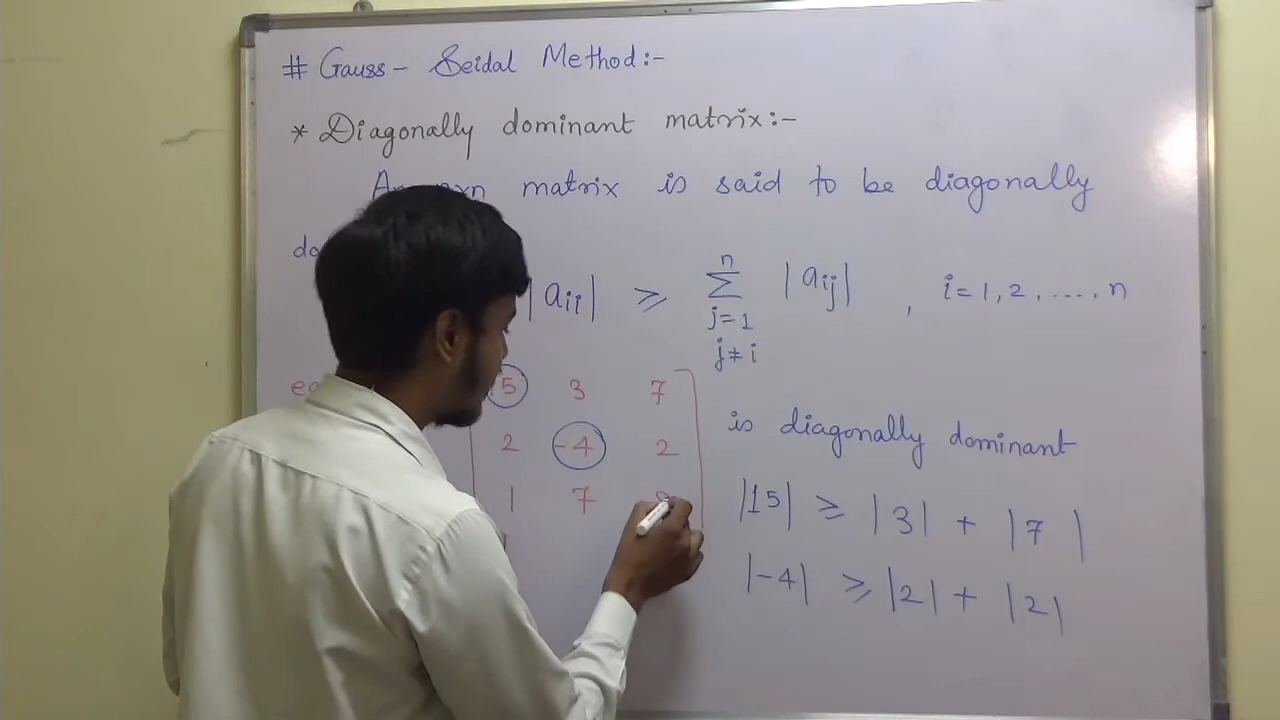 # Gauss - Seidal Method:-
* Diagonally dominant matrix:-
matrix is said to be diagonally
|aii| ≥ n∑j=1 j≠i |aij| , i = 1, 2, ..... n
5 3 7
2 -4 2
1 7
is diagonally dominant
|15| ≥ |3| + |7|
|-4| ≥ |2| + |2|